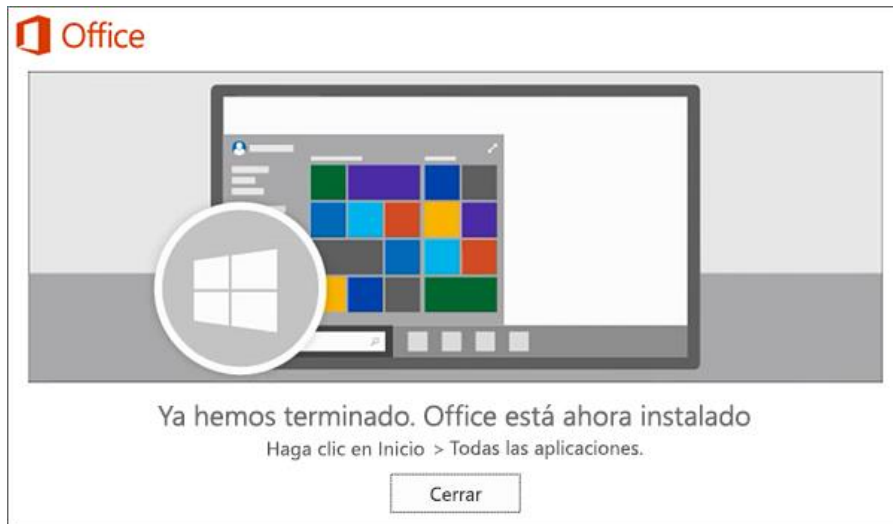 Office
Ya hemos terminado. Office está ahora instalado
Haga clic en Inicio > Todas las aplicaciones.
Cerrar